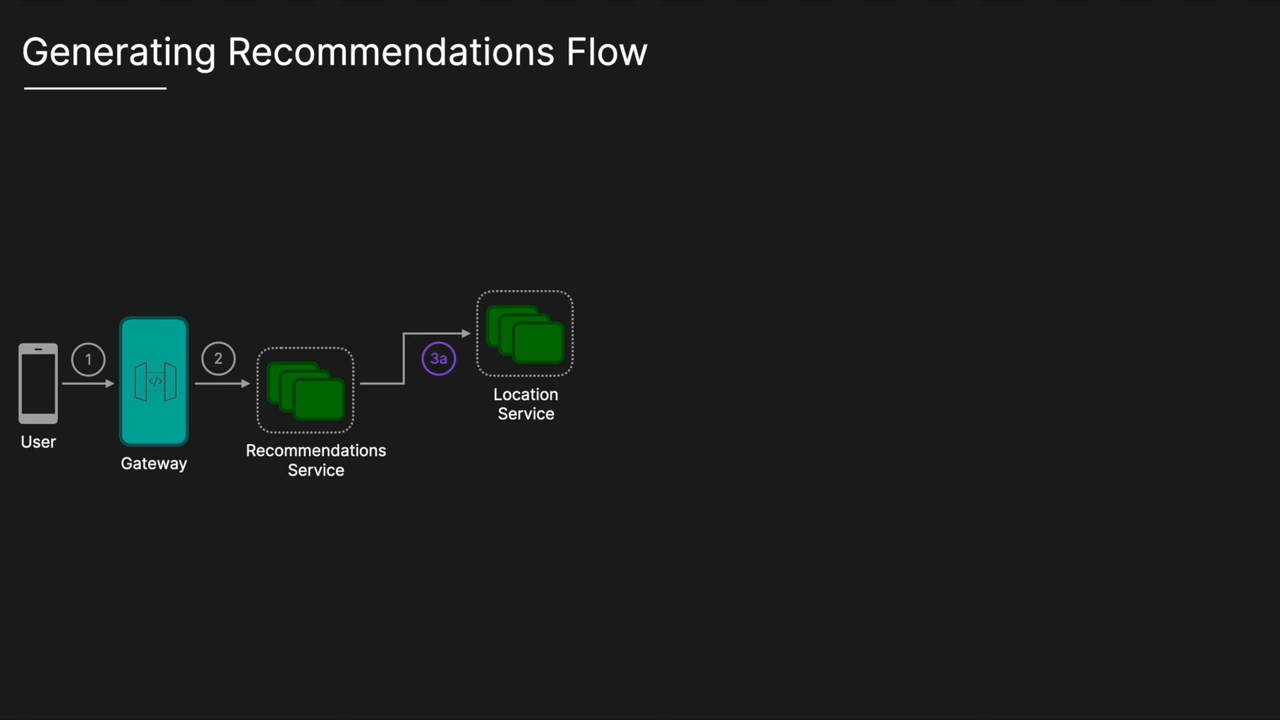 Generating Recommendations Flow
1
2
3a
</>
User
Gateway
Recommendations
Service
Location
Service